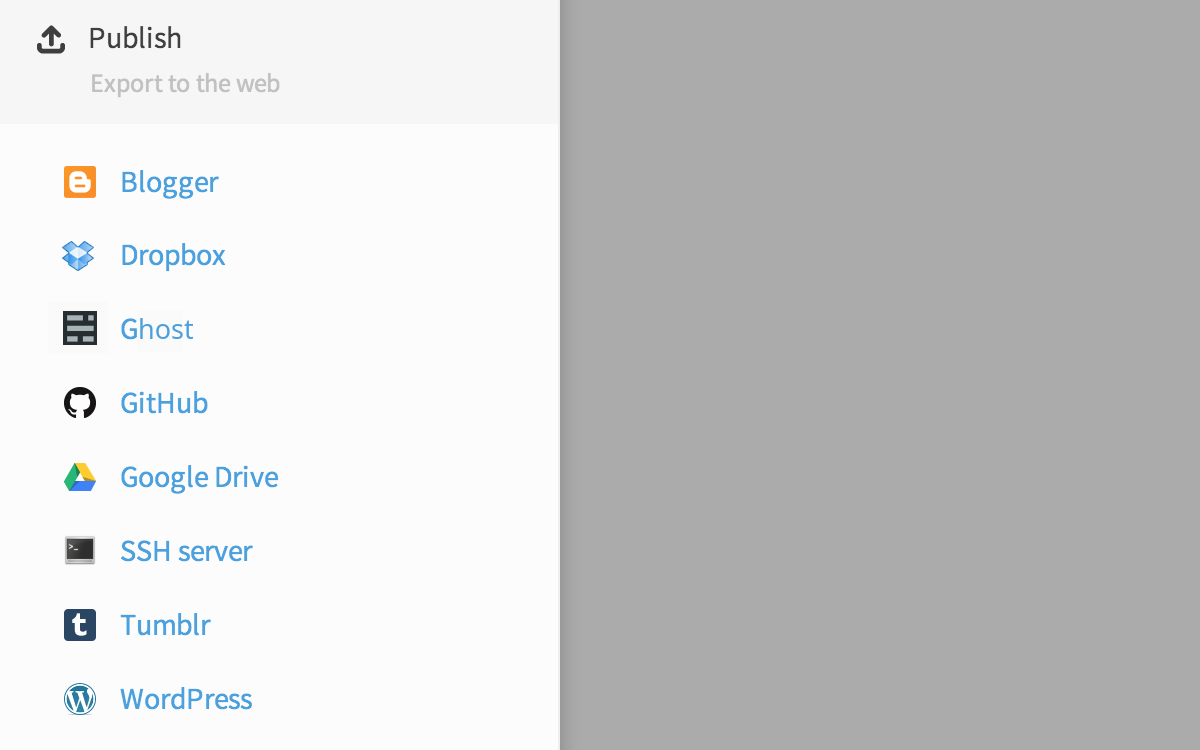 Publish
Export to the web
Blogger
Dropbox
Ghost
GitHub
Google Drive
SSH server
Tumblr
WordPress